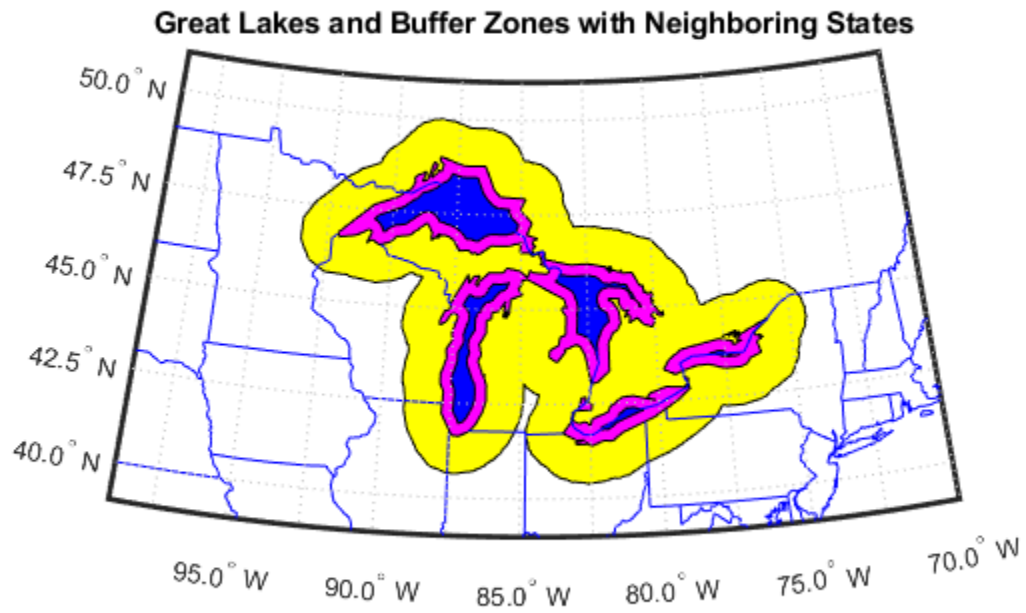 Great Lakes and Buffer Zones with Neighboring States
50.0° N
47.5° N
45.0° N
42.5° N
40.0° N
95.0° W
90.0° W
85.0° W
80.0° W
75.0° W
70.0° W